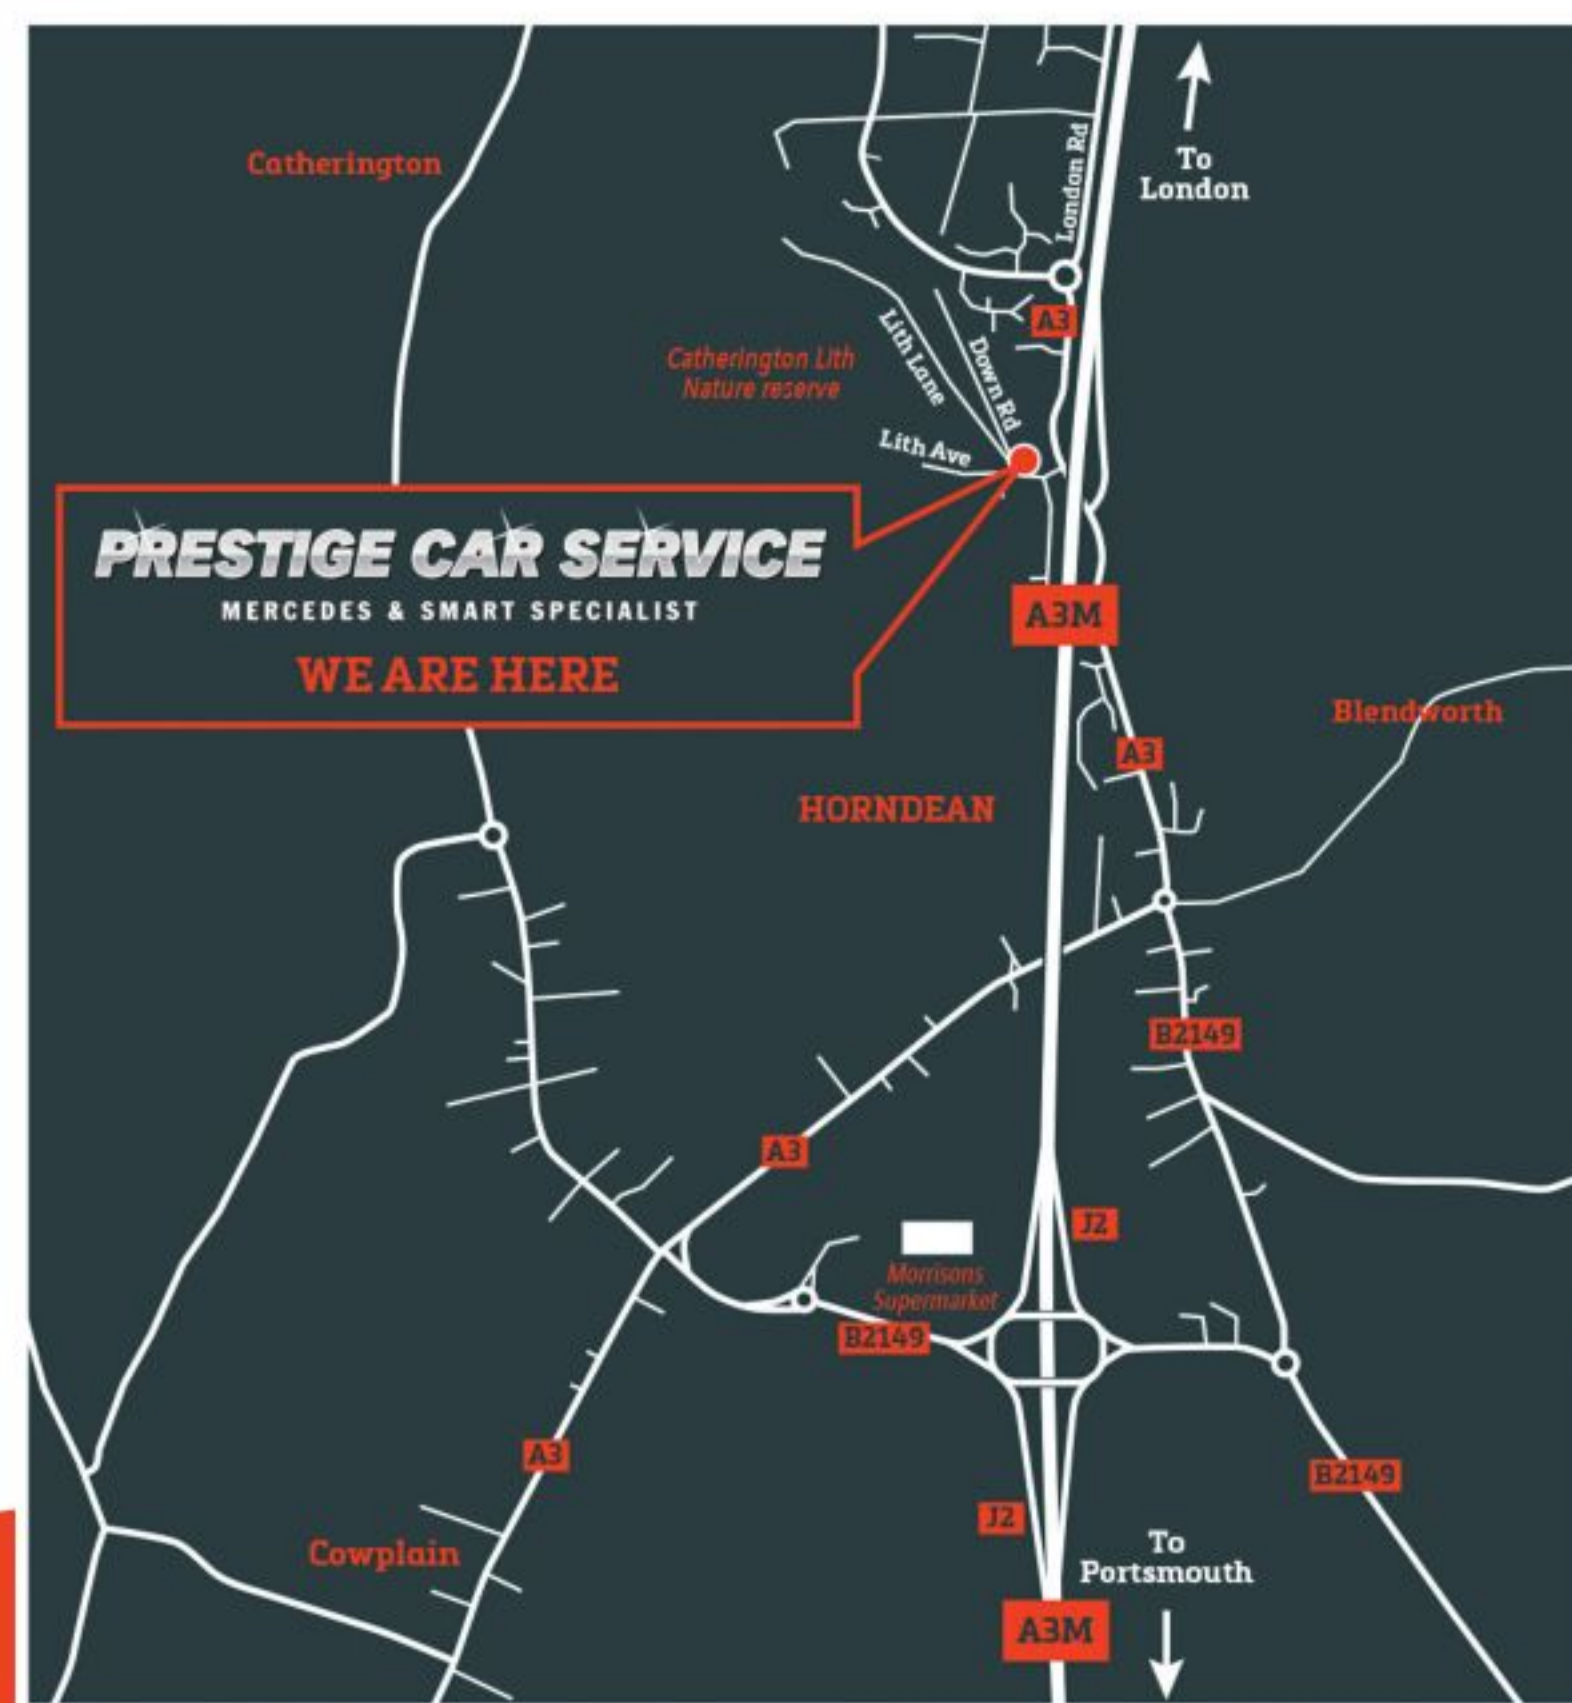 To
London
London Rd
Catherington
A3
Lith Lane
Down Rd
Catherington Lith
Nature reserve
Lith Ave
PRESTIGE CAR SERVICE
MERCEDES & SMART SPECIALIST
WE ARE HERE
A3M
Blendworth
A3
HORNDEAN
B2149
A3
J2
Morrisons
Supermarket
B2149
A3
B2149
J2
Cowplain
To
Portsmouth
A3M